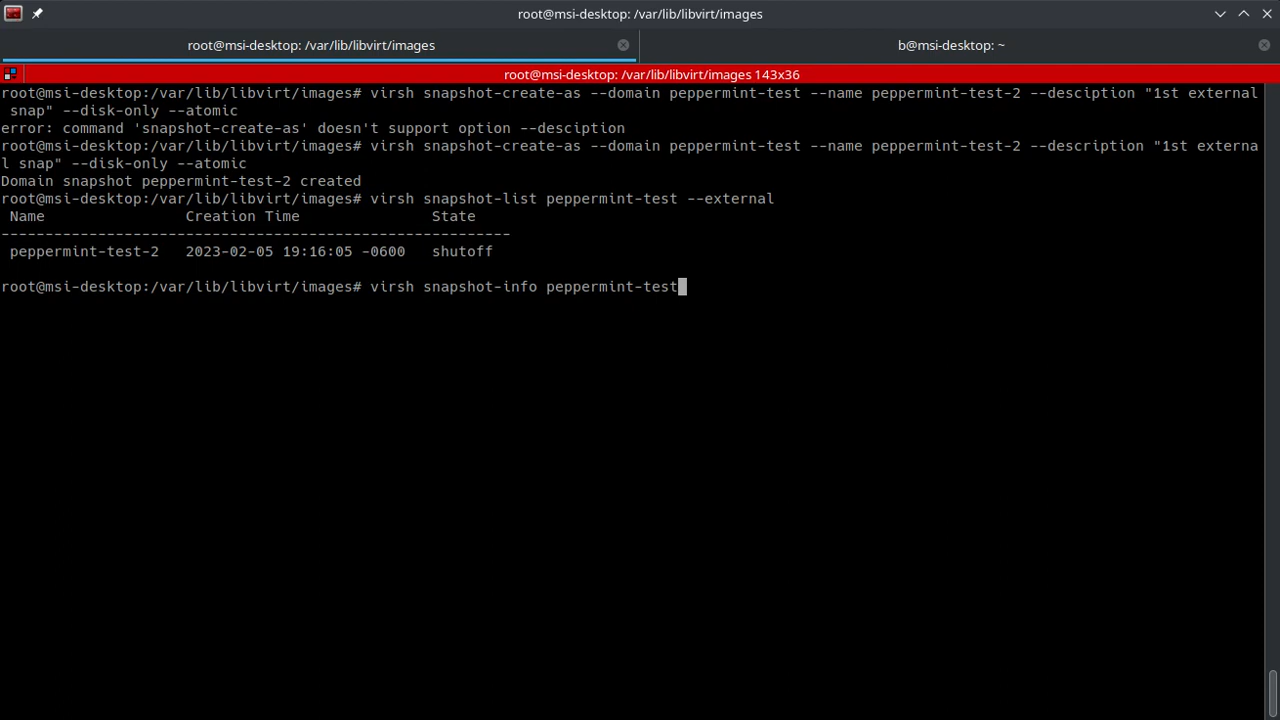 root@msi-desktop: /var/lib/libvirt/images
root@msi-desktop: /var/lib/libvirt/images
b@msi-desktop: ~
root@msi-desktop: /var/lib/libvirt/images 143x36
root@msi-desktop:/var/lib/libvirt/images# virsh snapshot-create-as --domain peppermint-test --name peppermint-test-2 --desciption "1st external
snap" --disk-only --atomic
error: command 'snapshot-create-as' doesn't support option --desciption
root@msi-desktop:/var/lib/libvirt/images# virsh snapshot-create-as --domain peppermint-test --name peppermint-test-2 --description "1st externa
l snap" --disk-only --atomic
Domain snapshot peppermint-test-2 created
root@msi-desktop:/var/lib/libvirt/images# virsh snapshot-list peppermint-test --external
Name Creation Time State
----------------------------------------------------------
peppermint-test-2 2023-02-05 19:16:05 -0600 shutoff
root@msi-desktop:/var/lib/libvirt/images# virsh snapshot-info peppermint-test